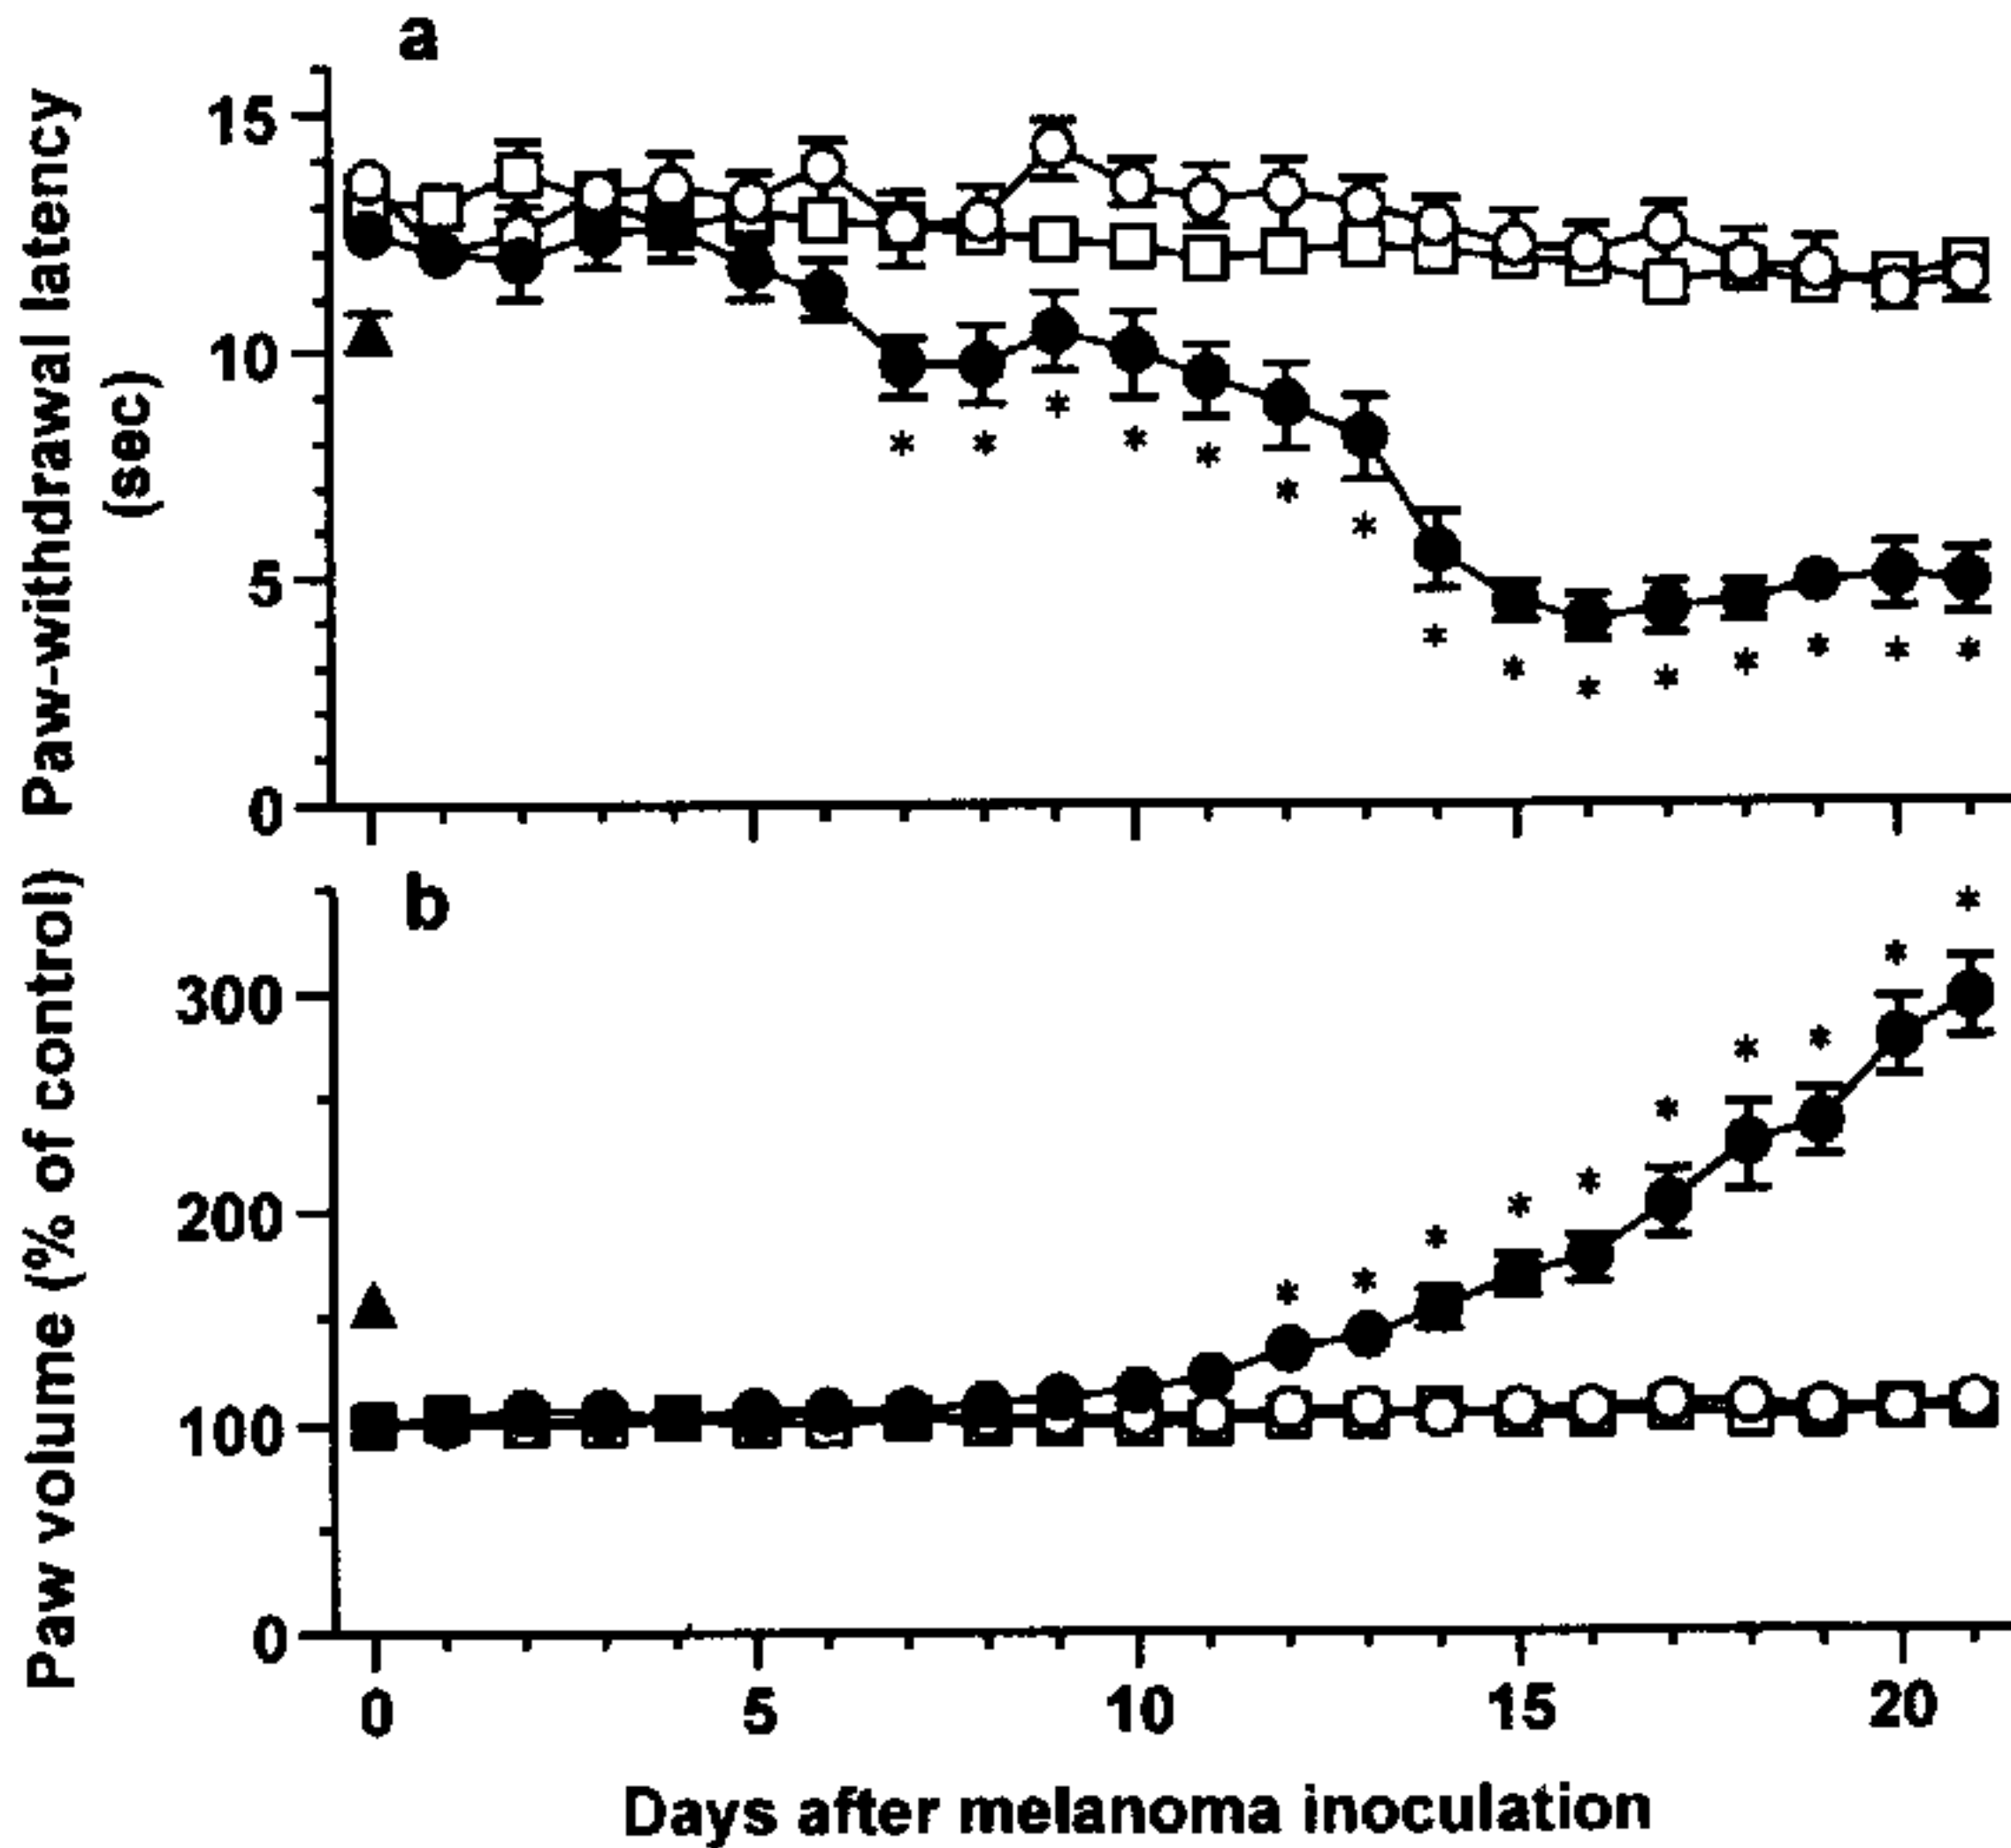 a
15
10
5
0
Paw-withdrawal latency
(sec)
* * * * * * * * * * * * * * *
b
300
200
100
0
Paw volume (% of control)
* * * * * * * * * *
0 5 10 15 20
Days after melanoma inoculation